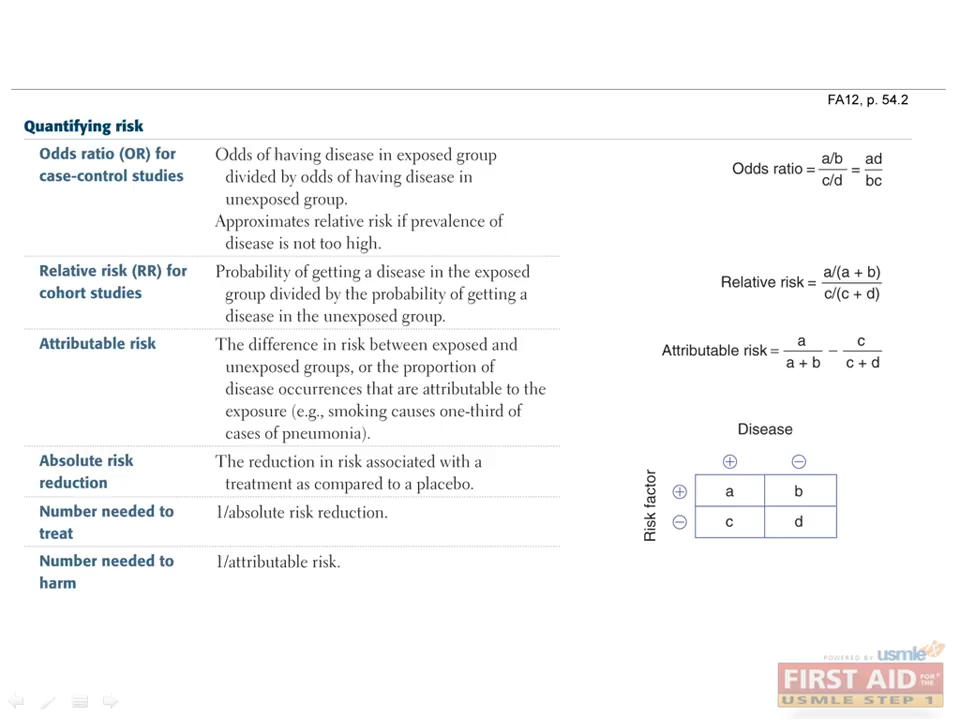 FA12, p. 54.2
Quantifying risk
Odds ratio (OR) for
case-control studies
Odds of having disease in exposed group
divided by odds of having disease in
unexposed group.
Approximates relative risk if prevalence of
disease is not too high.
Odds ratio = a/b / c/d = ad / bc
Relative risk (RR) for
cohort studies
Probability of getting a disease in the exposed
group divided by the probability of getting a
disease in the unexposed group.
Relative risk = a/(a + b) / c/(c + d)
Attributable risk
The difference in risk between exposed and
unexposed groups, or the proportion of
disease occurrences that are attributable to the
exposure (e.g., smoking causes one-third of
cases of pneumonia).
Attributable risk = a / a + b − c / c + d
Absolute risk
reduction
The reduction in risk associated with a
treatment as compared to a placebo.
Number needed to
treat
1/absolute risk reduction.
Number needed to
harm
1/attributable risk.
Disease
⊕ ⊖
Risk factor
⊕ a b
⊖ c d
POWERED BY usmle
FIRST AID FOR THE®
USMLE STEP 1